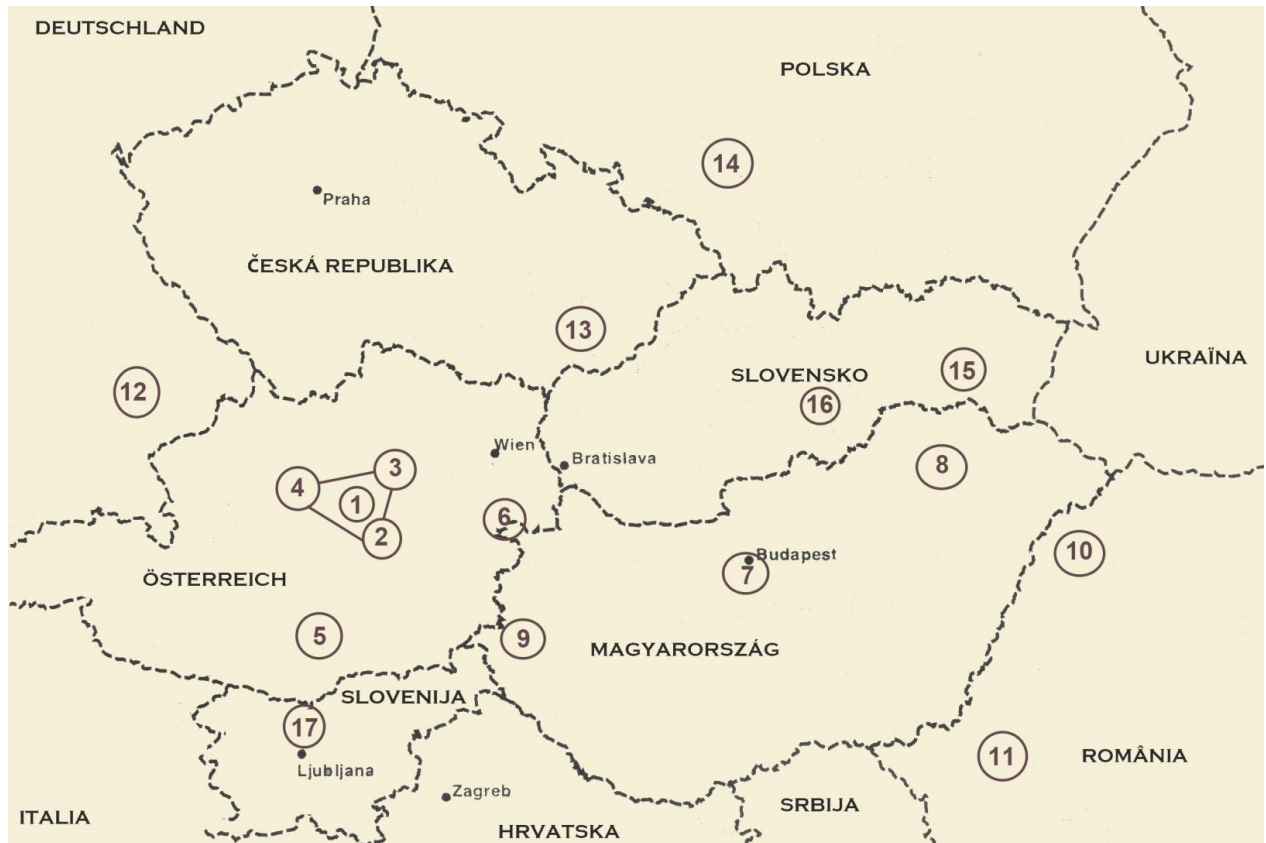 DEUTSCHLAND
POLSKA
14
Praha
ČESKÁ REPUBLIKA
13
UKRAÏNA
12
SLOVENSKO
15
16
Wien
Bratislava
3
4
1
2
8
6
10
Budapest
7
ÖSTERREICH
5
9
MAGYARORSZÁG
SLOVENIJA
17
Ljubljana
11
ROMÂNIA
Zagreb
SRBIJA
ITALIA
HRVATSKA